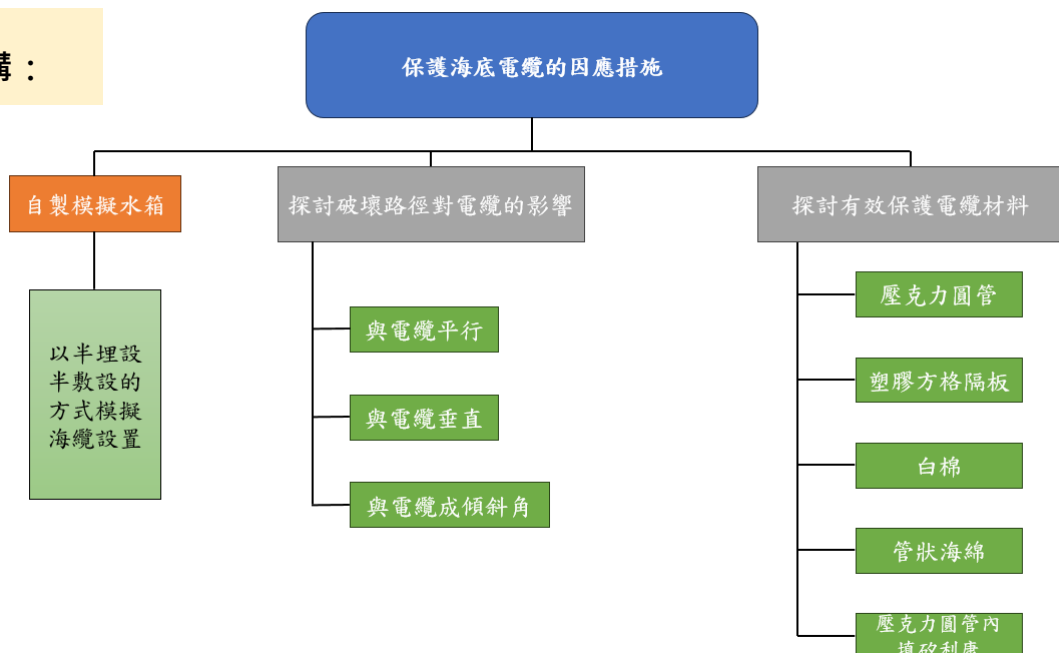 構：
保護海底電纜的因應措施
自製模擬水箱
探討破壞路徑對電纜的影響
探討有效保護電纜材料
以半埋設
半敷設的
方式模擬
海纜設置
與電纜平行
與電纜垂直
與電纜成傾斜角
壓克力圓管
塑膠方格隔板
白棉
管狀海綿
壓克力圓管內
填矽利康